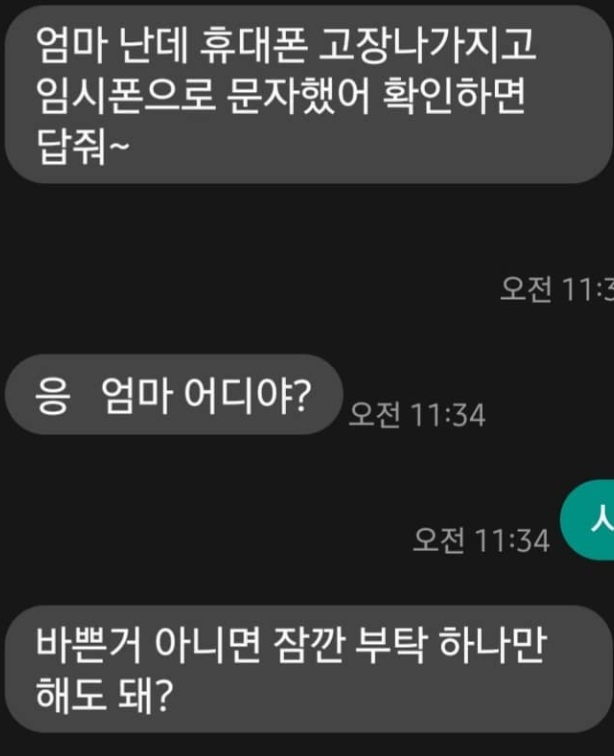 엄마 난데 휴대폰 고장나가지고
임시폰으로 문자했어 확인하면
답줘~
오전 11:3
응 엄마 어디야?
오전 11:34
오전 11:34
바쁜거 아니면 잠깐 부탁 하나만
해도 돼?